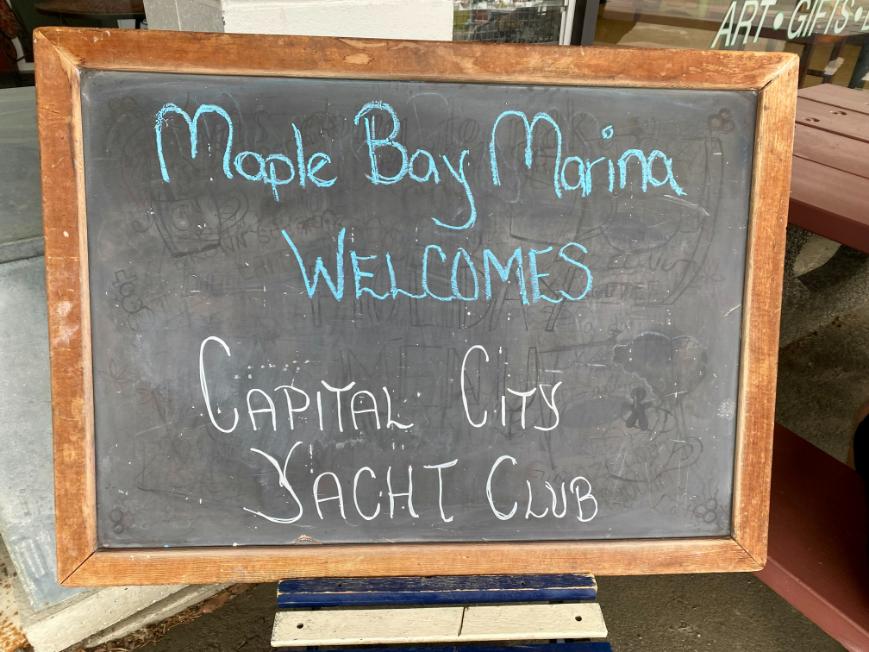 ART • GIFTS •
Maple Bay Marina
WELCOMES
CAPITAL CITY
YACHT CLUB